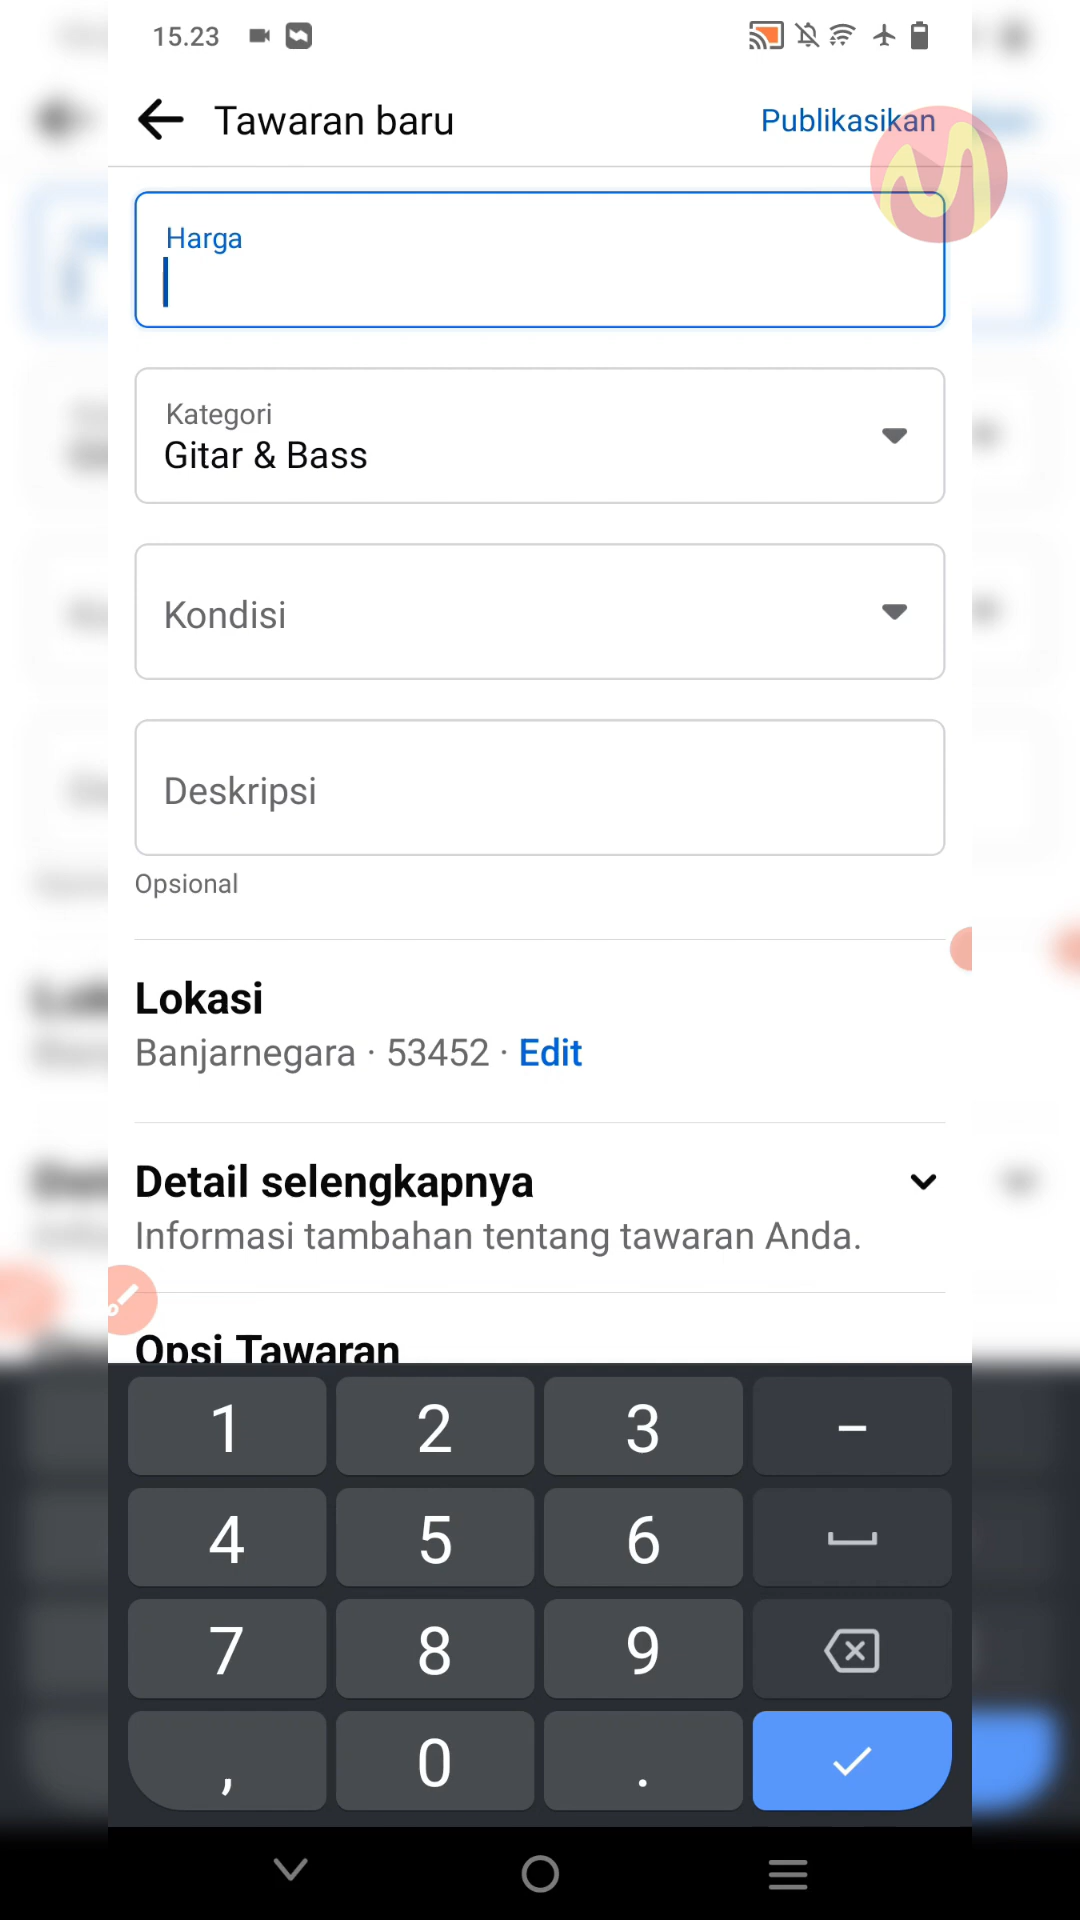 15.23
Tawaran baru
Publikasikan
Harga
Kategori
Gitar & Bass
Kondisi
Deskripsi
Opsional
Lokasi
Banjarnegara · 53452 · Edit
Detail selengkapnya
Informasi tambahan tentang tawaran Anda.
Opsi Tawaran
1 2 3 –
4 5 6
7 8 9
, 0 .